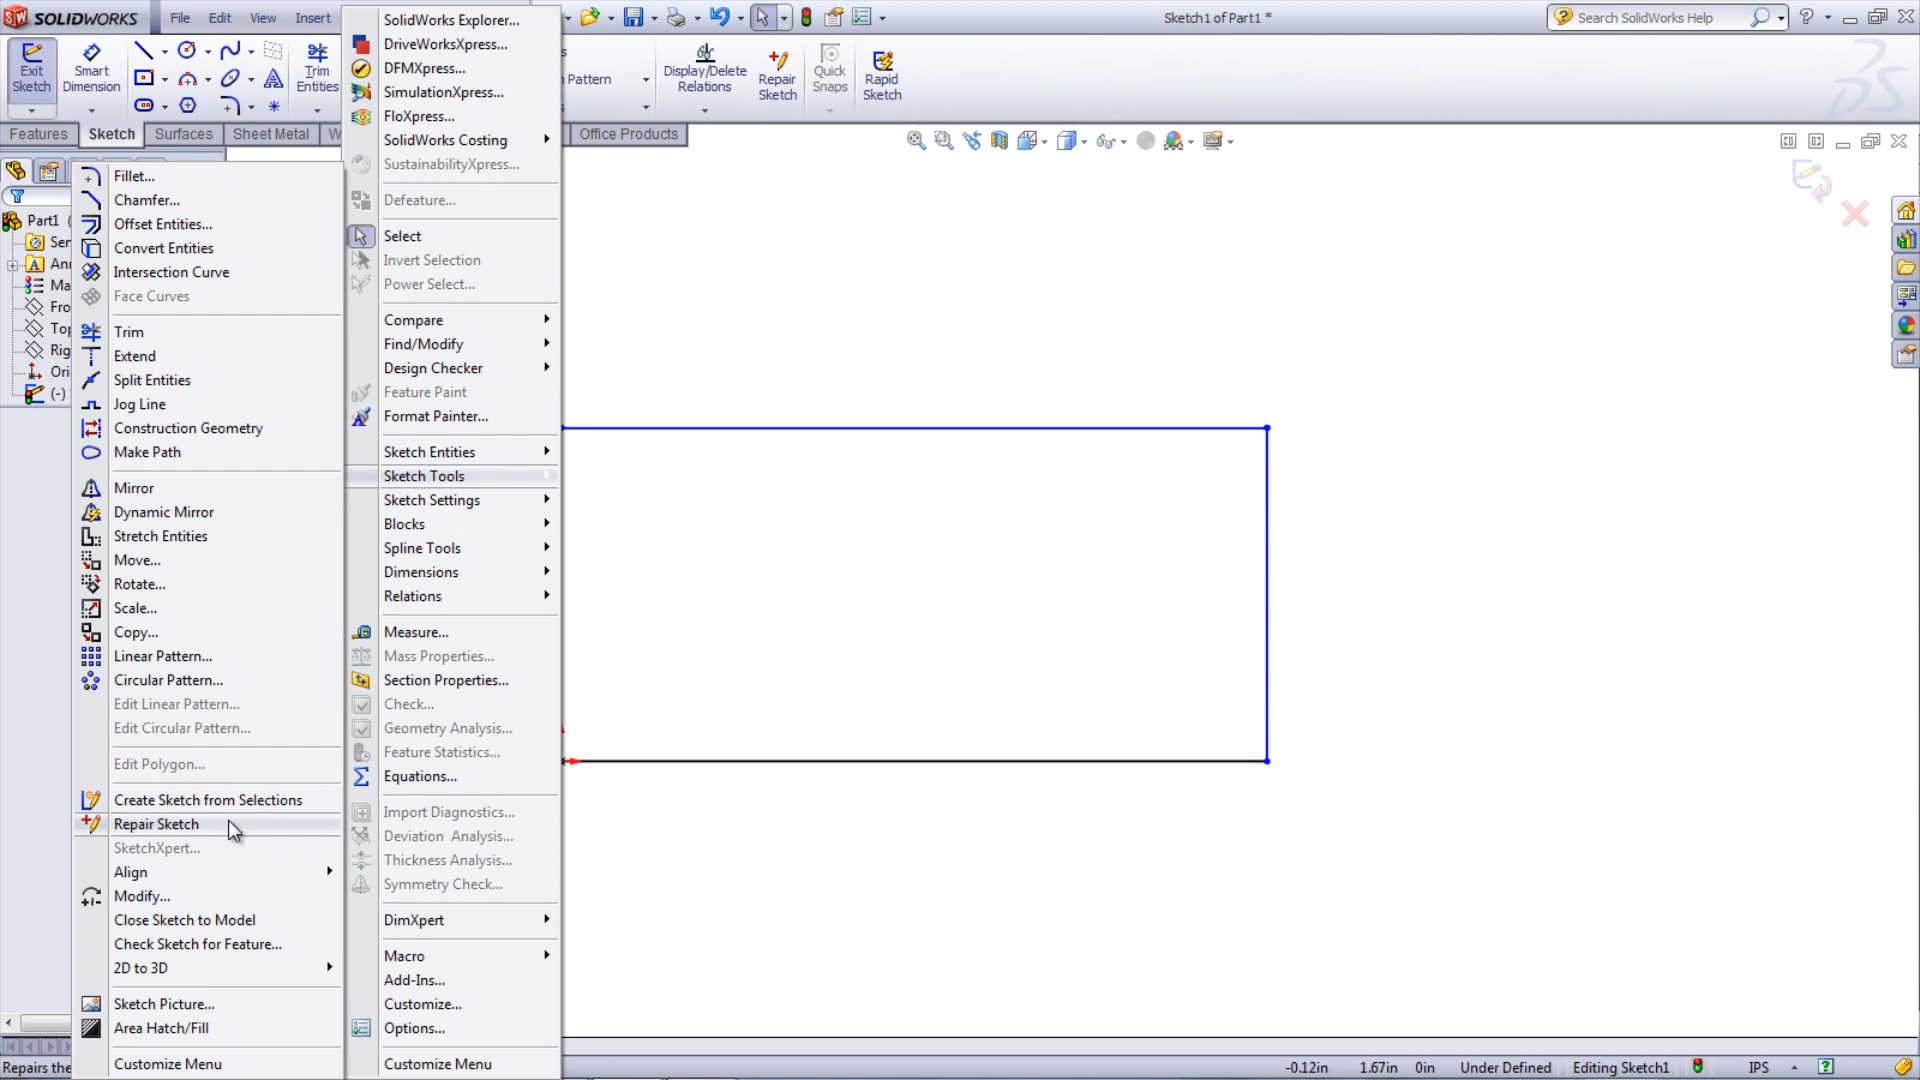 SOLIDWORKS File Edit View Insert Sketch1 of Part1 * Search SolidWorks Help
Exit Sketch
Smart Dimension
Trim Entities
Pattern
Display/Delete Relations
Repair Sketch
Quick Snaps
Rapid Sketch
Features Sketch Surfaces Sheet Metal W Office Products
Part1 (
Ser
Ann
Ma
Fro
Top
Rig
Ori
(-)
Fillet...
Chamfer...
Offset Entities...
Convert Entities
Intersection Curve
Face Curves
Trim
Extend
Split Entities
Jog Line
Construction Geometry
Make Path
Mirror
Dynamic Mirror
Stretch Entities
Move...
Rotate...
Scale...
Copy...
Linear Pattern...
Circular Pattern...
Edit Linear Pattern...
Edit Circular Pattern...
Edit Polygon...
Create Sketch from Selections
Repair Sketch
SketchXpert...
Align
Modify...
Close Sketch to Model
Check Sketch for Feature...
2D to 3D
Sketch Picture...
Area Hatch/Fill
Customize Menu
SolidWorks Explorer...
DriveWorksXpress...
DFMXpress...
SimulationXpress...
FloXpress...
SolidWorks Costing
SustainabilityXpress...
Defeature...
Select
Invert Selection
Power Select...
Compare
Find/Modify
Design Checker
Feature Paint
Format Painter...
Sketch Entities
Sketch Tools
Sketch Settings
Blocks
Spline Tools
Dimensions
Relations
Measure...
Mass Properties...
Section Properties...
Check...
Geometry Analysis...
Feature Statistics...
Equations...
Import Diagnostics...
Deviation Analysis...
Thickness Analysis...
Symmetry Check...
DimXpert
Macro
Add-Ins...
Customize...
Options...
Customize Menu
Repairs the -0.12in 1.67in 0in Under Defined Editing Sketch1 IPS